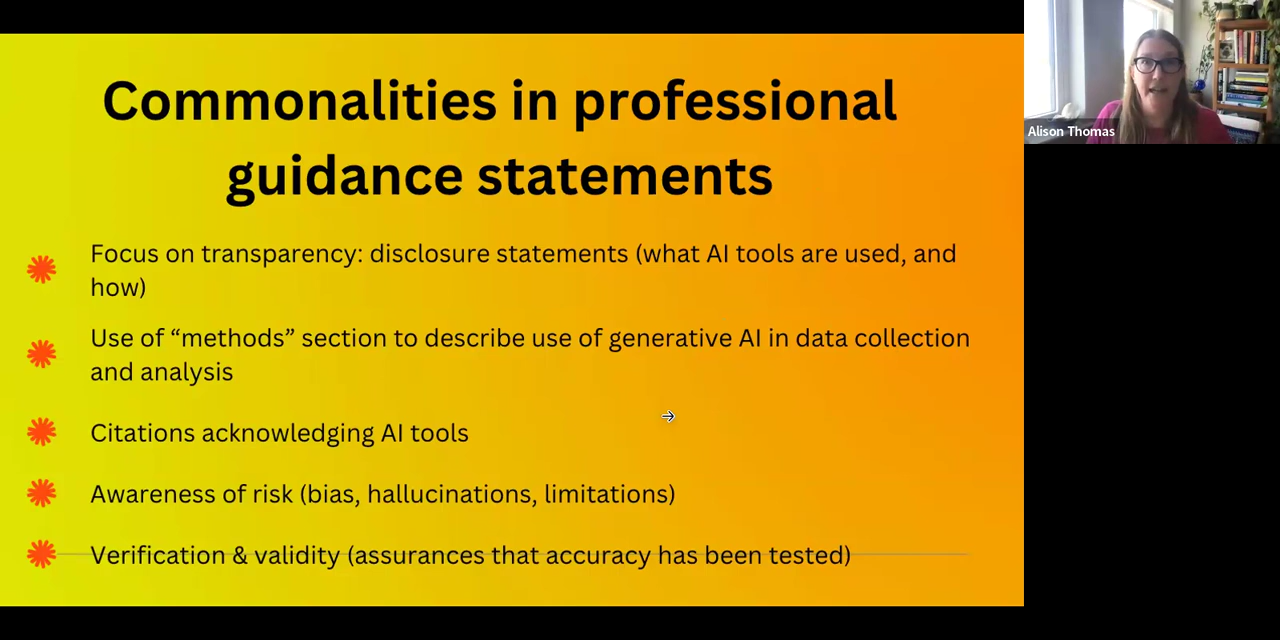 Commonalities in professional
guidance statements
Focus on transparency: disclosure statements (what AI tools are used, and
how)
Use of “methods” section to describe use of generative AI in data collection
and analysis
Citations acknowledging AI tools
Awareness of risk (bias, hallucinations, limitations)
Verification & validity (assurances that accuracy has been tested)
Alison Thomas